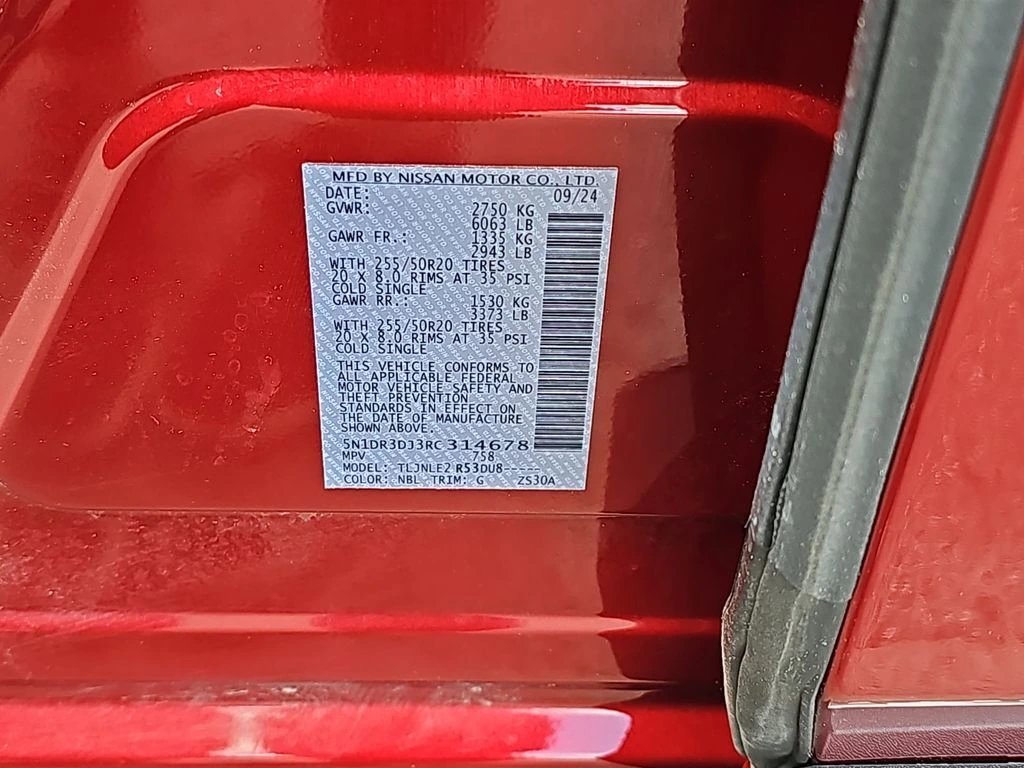 MFD BY NISSAN MOTOR CO., LTD.
DATE: 09/24
GVWR: 2750 KG
6063 LB
GAWR FR.: 1335 KG
2943 LB
WITH 255/50R20 TIRES
20 X 8.0 RIMS AT 35 PSI
COLD SINGLE
GAWR RR.: 1530 KG
3373 LB
WITH 255/50R20 TIRES
20 X 8.0 RIMS AT 35 PSI
COLD SINGLE
THIS VEHICLE CONFORMS TO
ALL APPLICABLE FEDERAL
MOTOR VEHICLE SAFETY AND
THEFT PREVENTION
STANDARDS IN EFFECT ON
THE DATE OF MANUFACTURE
SHOWN ABOVE.
5N1DR3DJ3RC314678
MPV 758
MODEL: TLJNLF2 R53DU8-----
COLOR: NBL TRIM: G ZS30A